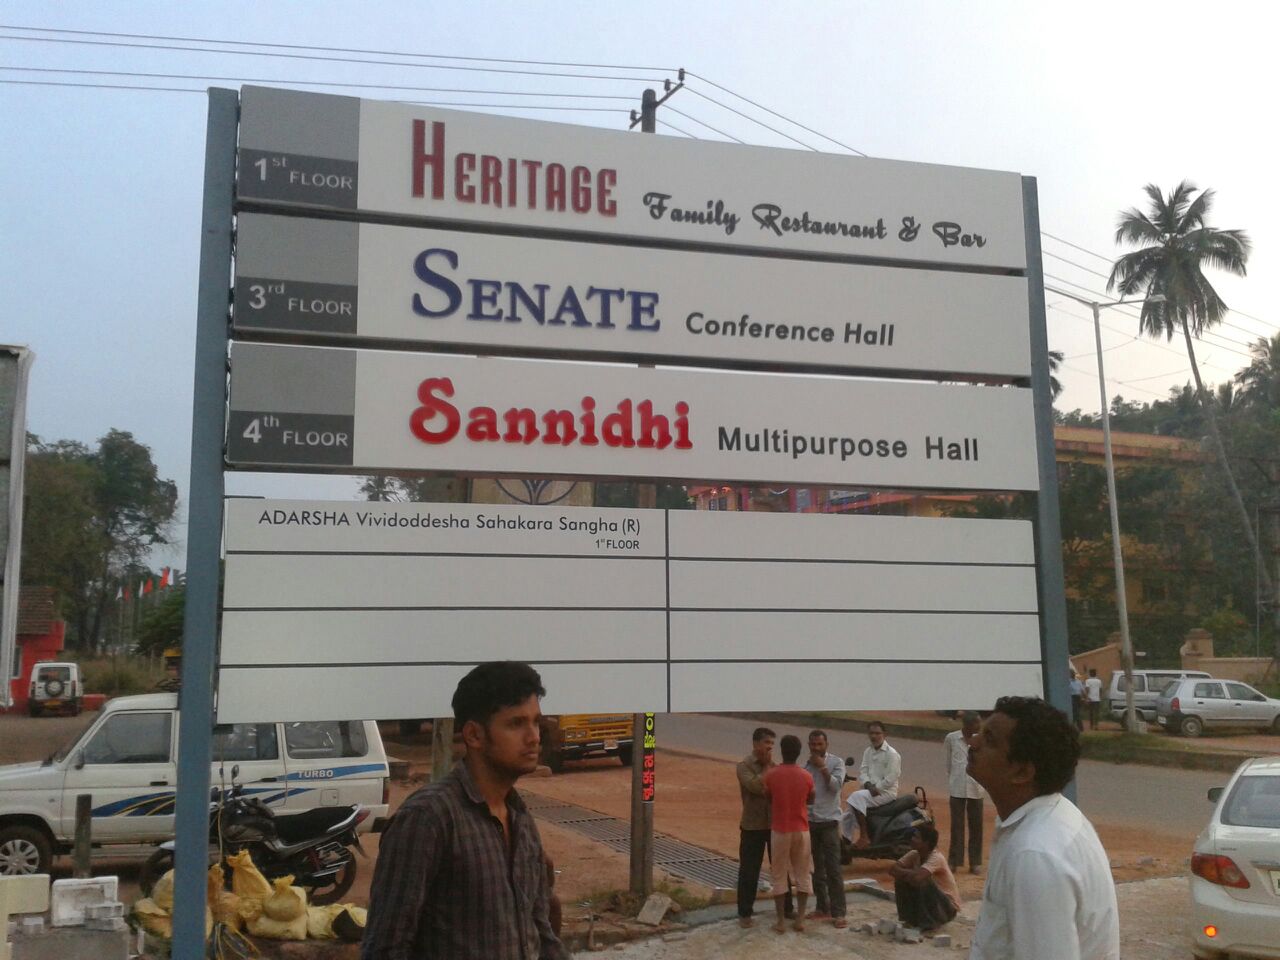 1st FLOOR HERITAGE Family Restaurant & Bar
3rd FLOOR SENATE Conference Hall
4th FLOOR Sannidhi Multipurpose Hall
ADARSHA Vividoddesha Sahakara Sangha (R)
1st FLOOR
TURBO